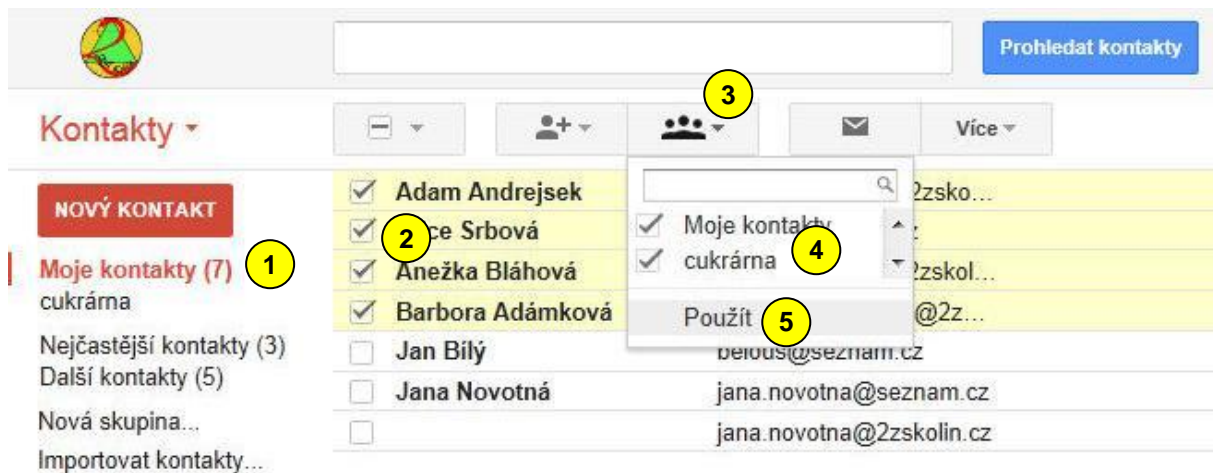 Prohledat kontakty
3
Kontakty
Více
NOVÝ KONTAKT
Adam Andrejsek 2zsko...
Moje kontakty
2 ce Srbová
1
Moje kontakty (7)
4
cukrárna
Anežka Bláhová 2zskol...
cukrárna
Barbora Adámková @2z...
Použít 5
Nejčastější kontakty (3)
Jan Bílý belous@seznam.cz
Další kontakty (5)
Jana Novotná jana.novotna@seznam.cz
Nová skupina...
jana.novotna@2zskolin.cz
Importovat kontakty...